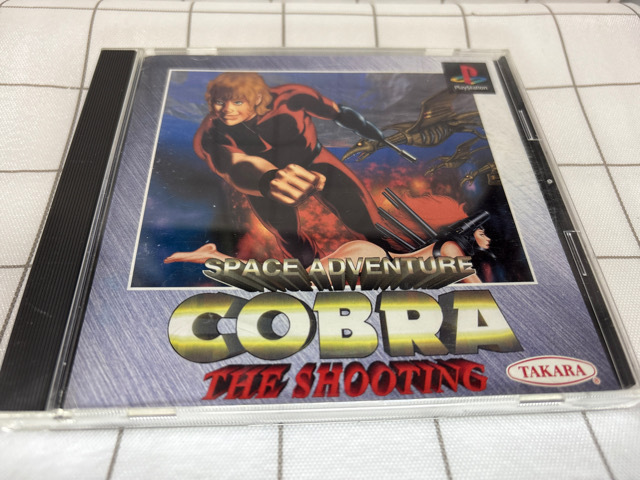 PlayStation
SPACE ADVENTURE
COBRA
THE SHOOTING
TAKARA